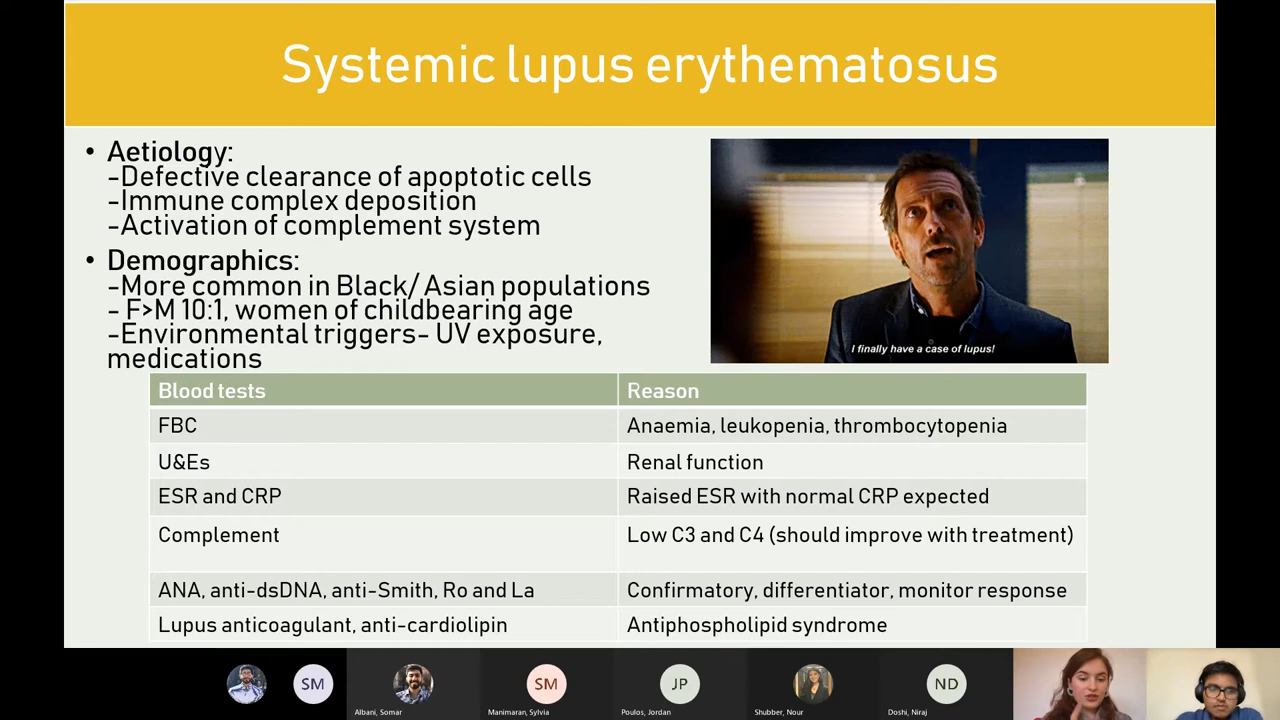 Systemic lupus erythematosus
• Aetiology:
-Defective clearance of apoptotic cells
-Immune complex deposition
-Activation of complement system
• Demographics:
-More common in Black/ Asian populations
- F>M 10:1, women of childbearing age
-Environmental triggers- UV exposure,
medications
I finally have a case of lupus!
Blood tests Reason
FBC Anaemia, leukopenia, thrombocytopenia
U&Es Renal function
ESR and CRP Raised ESR with normal CRP expected
Complement Low C3 and C4 (should improve with treatment)
ANA, anti-dsDNA, anti-Smith, Ro and La Confirmatory, differentiator, monitor response
Lupus anticoagulant, anti-cardiolipin Antiphospholipid syndrome
SM SM JP ND
Albani, Somar Manimaran, Sylvia Poulos, Jordan Shubber, Nour Doshi, Niraj